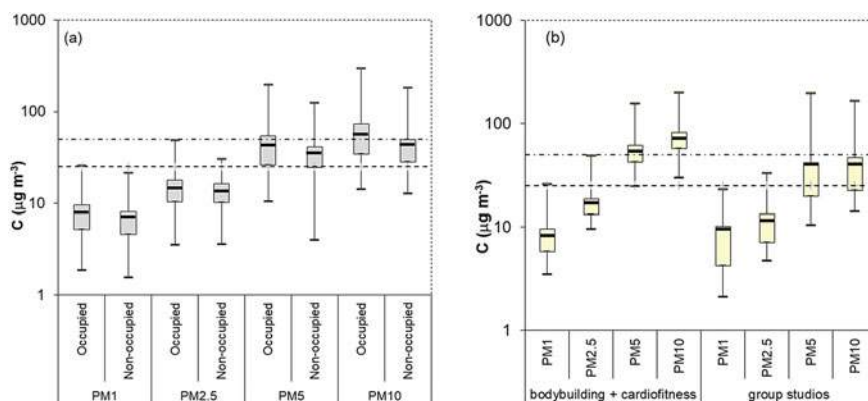 (a)
1000
100
10
1
C (µg m⁻³)
Occupied
Non-occupied
Occupied
Non-occupied
Occupied
Non-occupied
Occupied
Non-occupied
PM1
PM2.5
PM5
PM10
(b)
1000
100
10
1
C (µg m⁻³)
PM1
PM2.5
PM5
PM10
PM1
PM2.5
PM5
PM10
bodybuilding + cardiofitness
group studios